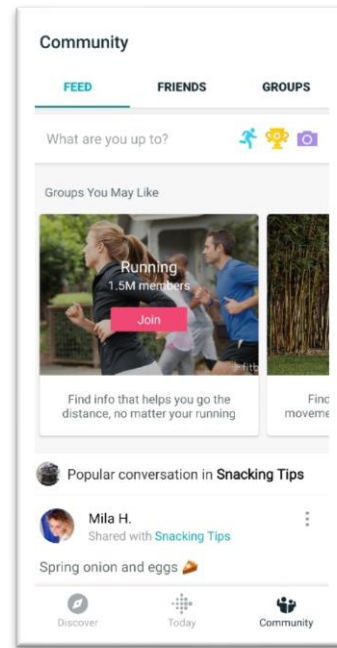 Community
FEED FRIENDS GROUPS
What are you up to?
Groups You May Like
Running
1.5M members
Join
Find info that helps you go the
distance, no matter your running
Find
moveme
Popular conversation in Snacking Tips
Mila H.
Shared with Snacking Tips
Spring onion and eggs
Discover Today Community